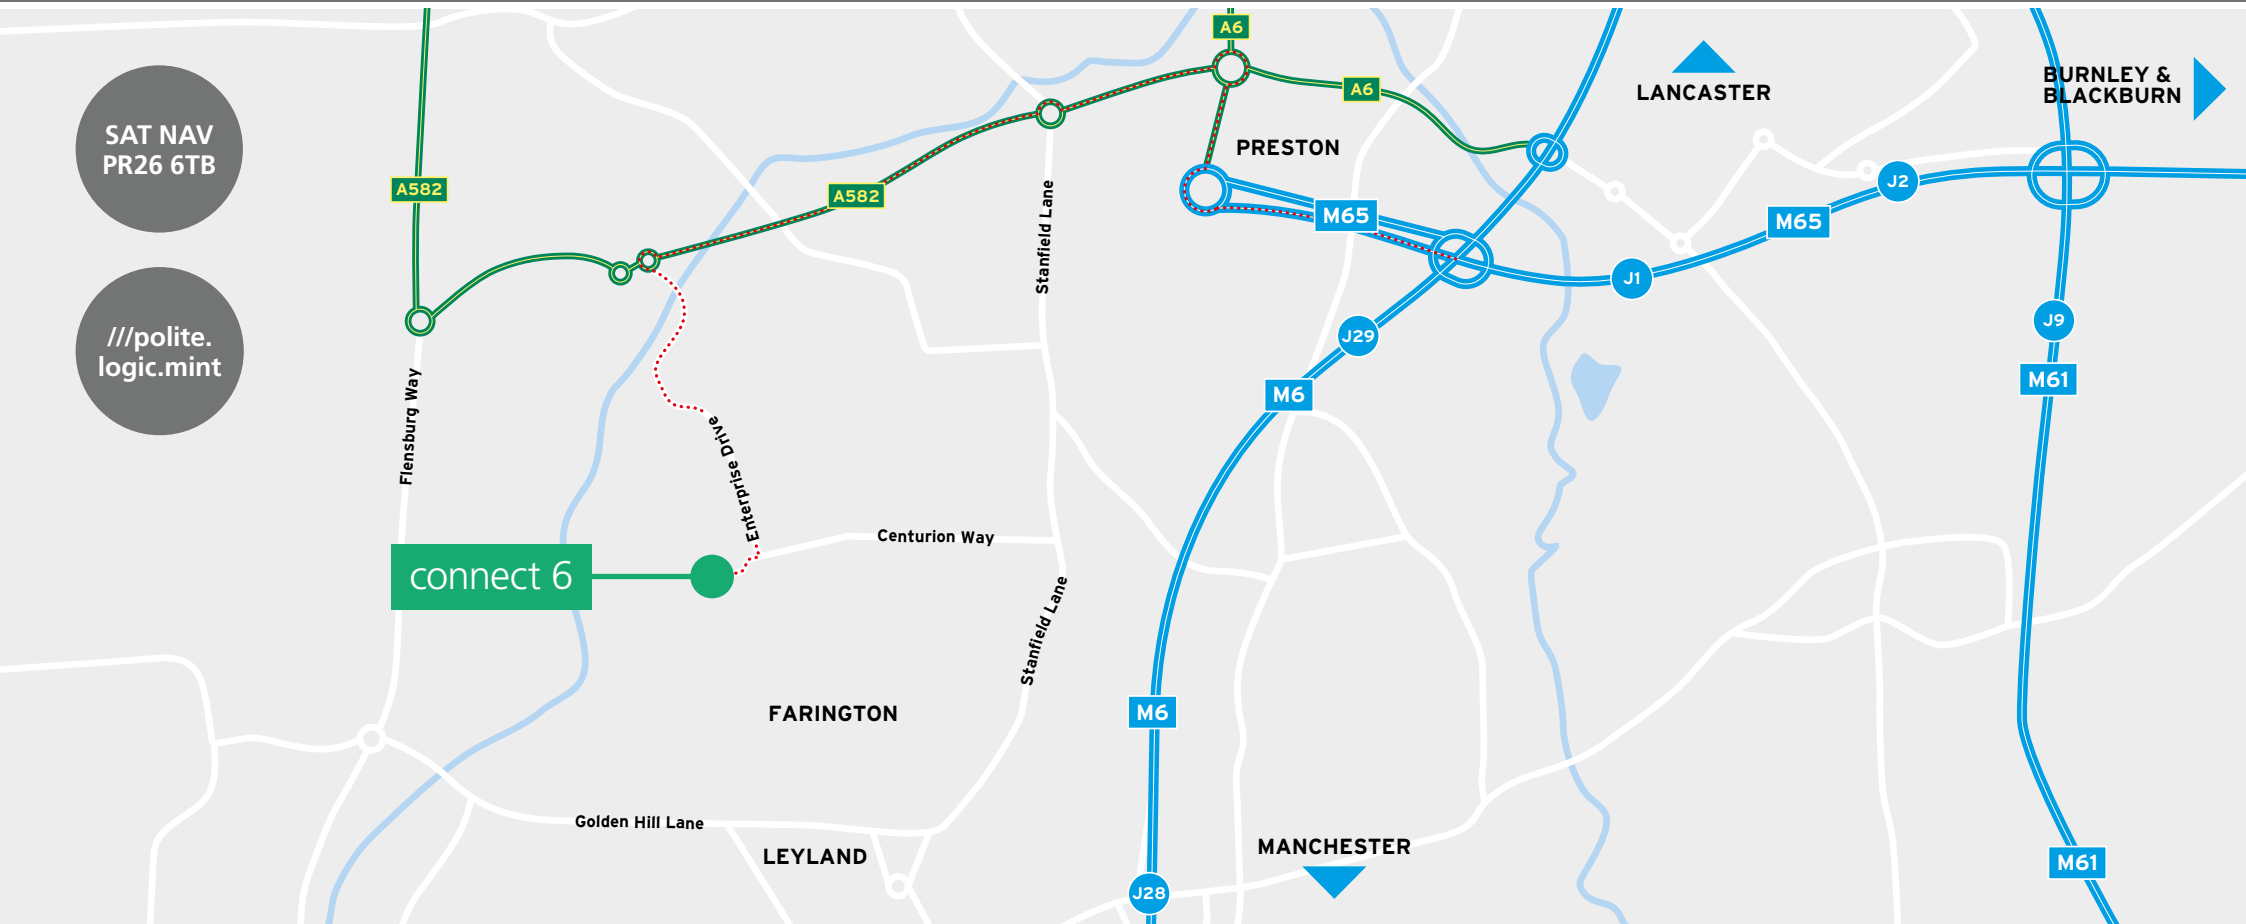 A6
BURNLEY &
BLACKBURN
LANCASTER
A6
SAT NAV
PR26 6TB
PRESTON
A582
A582
M65
M65
J2
Stanfield Lane
J1
///polite.
logic.mint
J29
J9
M61
M6
Flensburg Way
Enterprise Drive
Centurion Way
connect 6
Stanfield Lane
FARINGTON
M6
Golden Hill Lane
LEYLAND
MANCHESTER
M61
J28